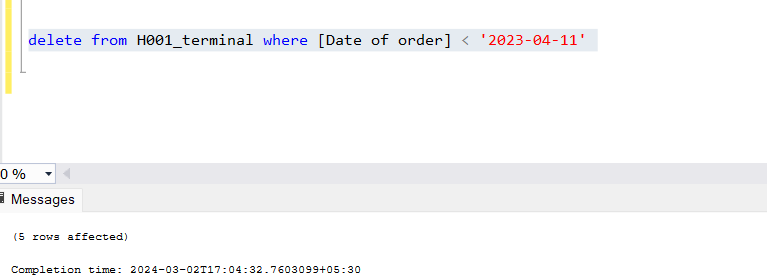 delete from H001_terminal where [Date of order] < '2023-04-11'
0 %
Messages
(5 rows affected)
Completion time: 2024-03-02T17:04:32.7603099+05:30